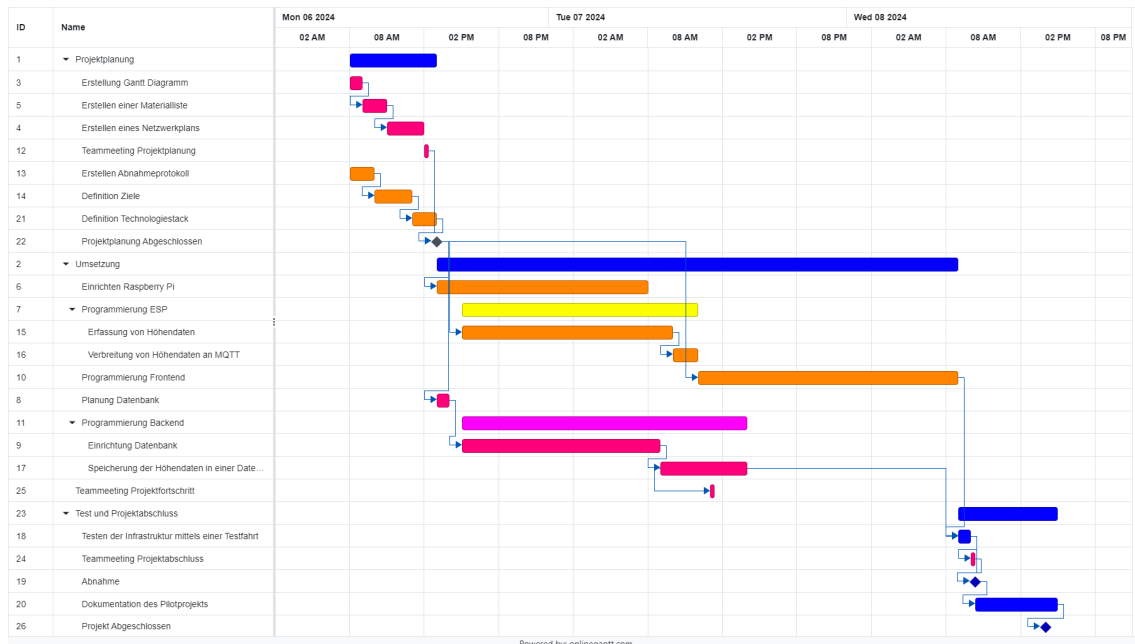 ID Name Mon 06 2024 Tue 07 2024 Wed 08 2024
02 AM 08 AM 02 PM 08 PM 02 AM 08 AM 02 PM 08 PM 02 AM 08 AM 02 PM 08 PM
1 Projektplanung
3 Erstellung Gantt Diagramm
5 Erstellen einer Materialliste
4 Erstellen eines Netzwerkplans
12 Teammeeting Projektplanung
13 Erstellen Abnahmeprotokoll
14 Definition Ziele
21 Definition Technologiestack
22 Projektplanung Abgeschlossen
2 Umsetzung
6 Einrichten Raspberry Pi
7 Programmierung ESP
15 Erfassung von Höhendaten
16 Verbreitung von Höhendaten an MQTT
10 Programmierung Frontend
8 Planung Datenbank
11 Programmierung Backend
9 Einrichtung Datenbank
17 Speicherung der Höhendaten in einer Date...
25 Teammeeting Projektfortschritt
23 Test und Projektabschluss
18 Testen der Infrastruktur mittels einer Testfahrt
24 Teammeeting Projektabschluss
19 Abnahme
20 Dokumentation des Pilotprojekts
26 Projekt Abgeschlossen
Powered by: onlinegantt.com